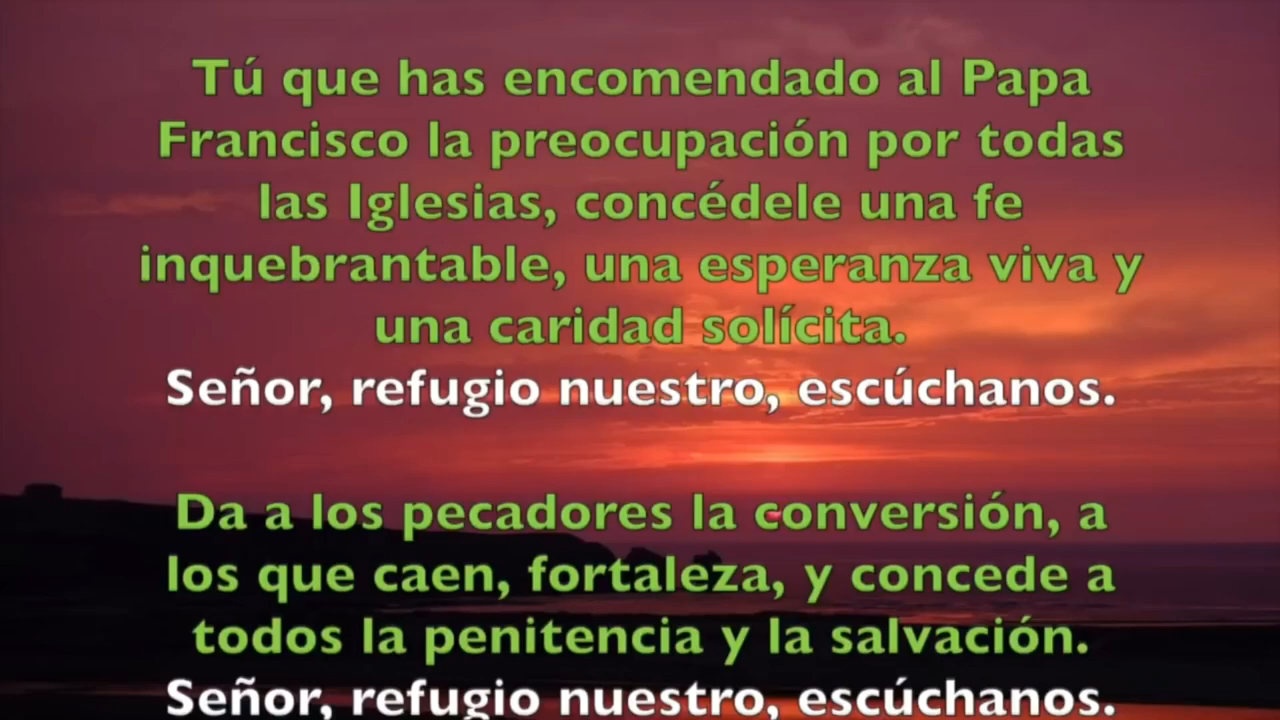 Tú que has encomendado al Papa
Francisco la preocupación por todas
las Iglesias, concédele una fe
inquebrantable, una esperanza viva y
una caridad solícita.
Señor, refugio nuestro, escúchanos.
Da a los pecadores la conversión, a
los que caen, fortaleza, y concede a
todos la penitencia y la salvación.
Señor, refugio nuestro, escúchanos.